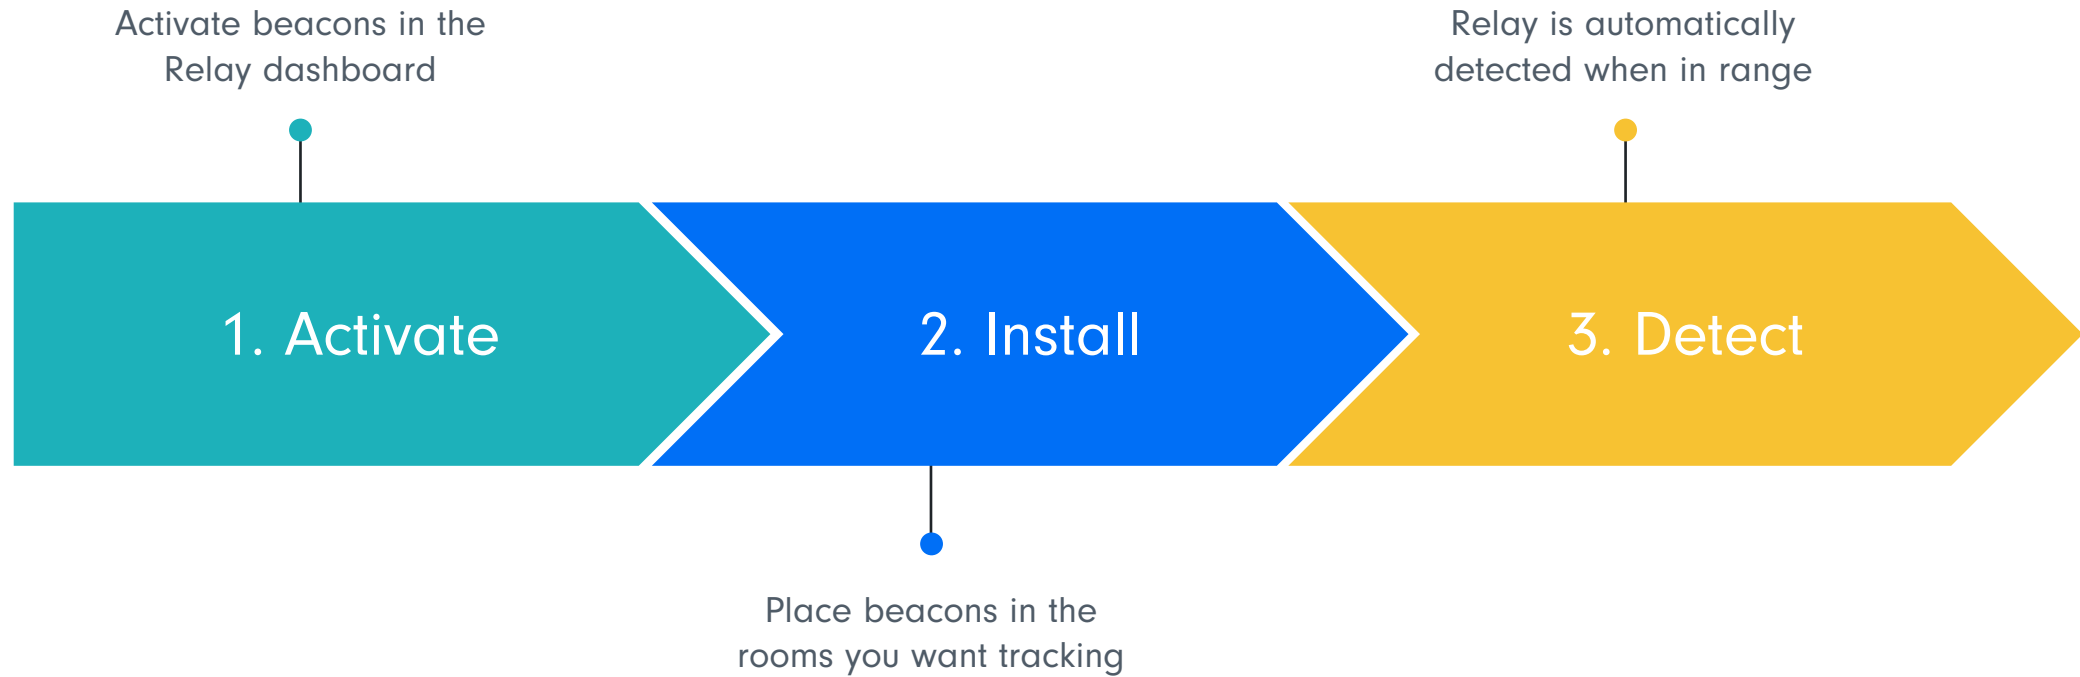 Activate beacons in the
Relay dashboard
Relay is automatically
detected when in range
1. Activate
2. Install
3. Detect
Place beacons in the
rooms you want tracking